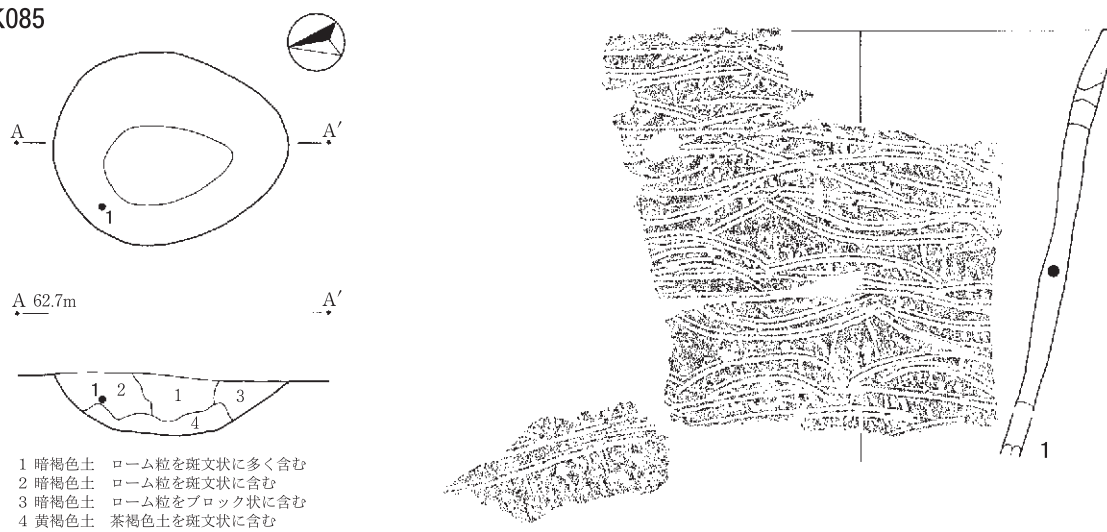 K085
A A′
1
A 62.7m A′
1 2 1 3
4
1 暗褐色土 ローム粒を斑文状に多く含む
2 暗褐色土 ローム粒を斑文状に含む
3 暗褐色土 ローム粒をブロック状に含む
4 黄褐色土 茶褐色土を斑文状に含む
1